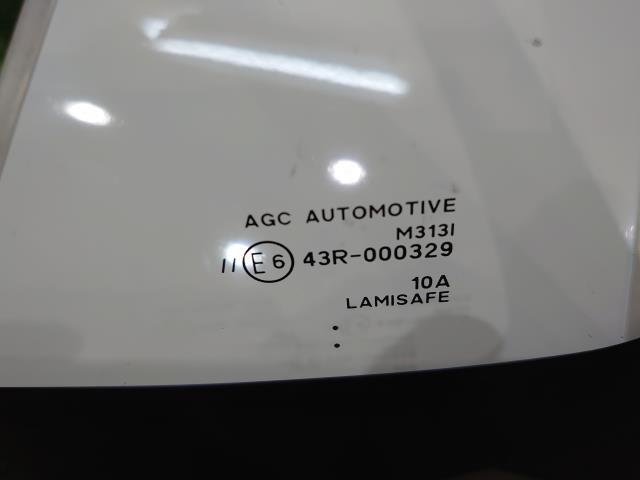 AGC AUTOMOTIVE
M313I
II E6 43R-000329
10A
LAMISAFE